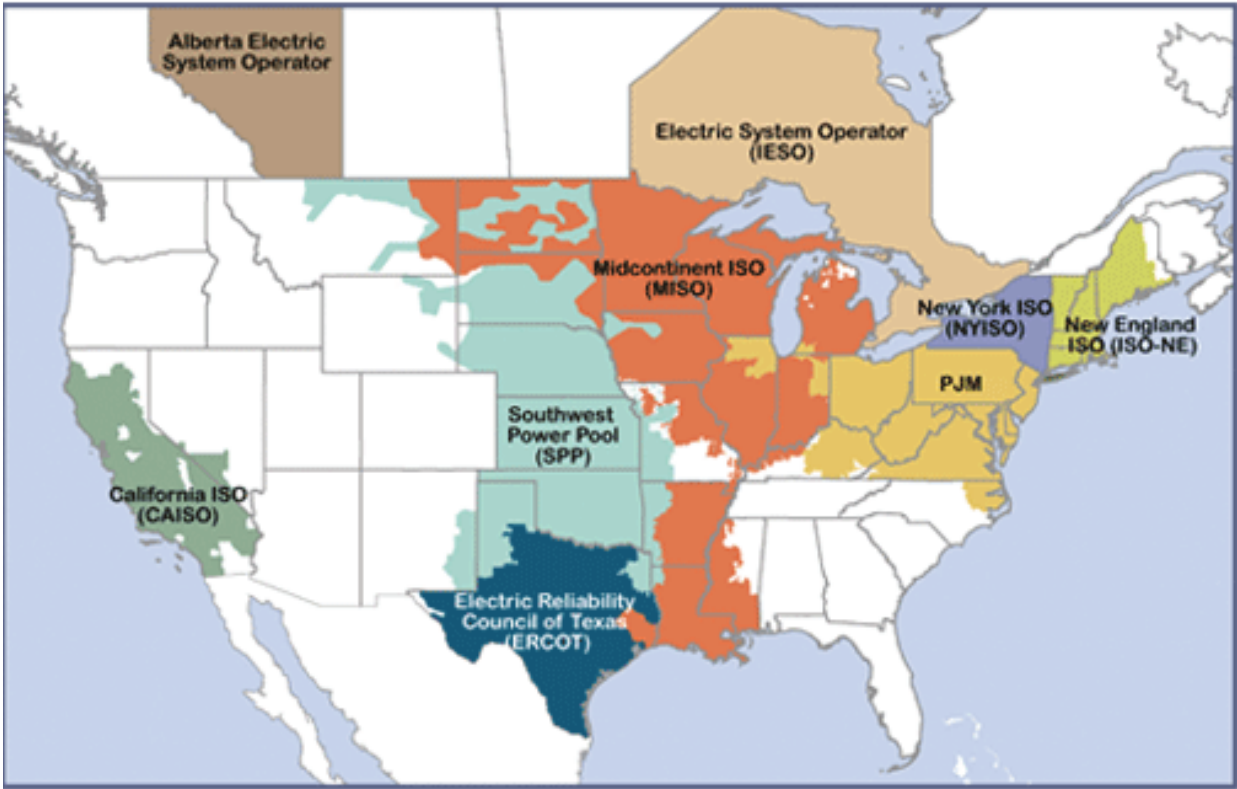 Alberta Electric
System Operator
Electric System Operator
(IESO)
Midcontinent ISO
(MISO)
New York ISO
(NYISO)
New England
ISO (ISO-NE)
PJM
Southwest
Power Pool
(SPP)
California ISO
(CAISO)
Electric Reliability
Council of Texas
(ERCOT)